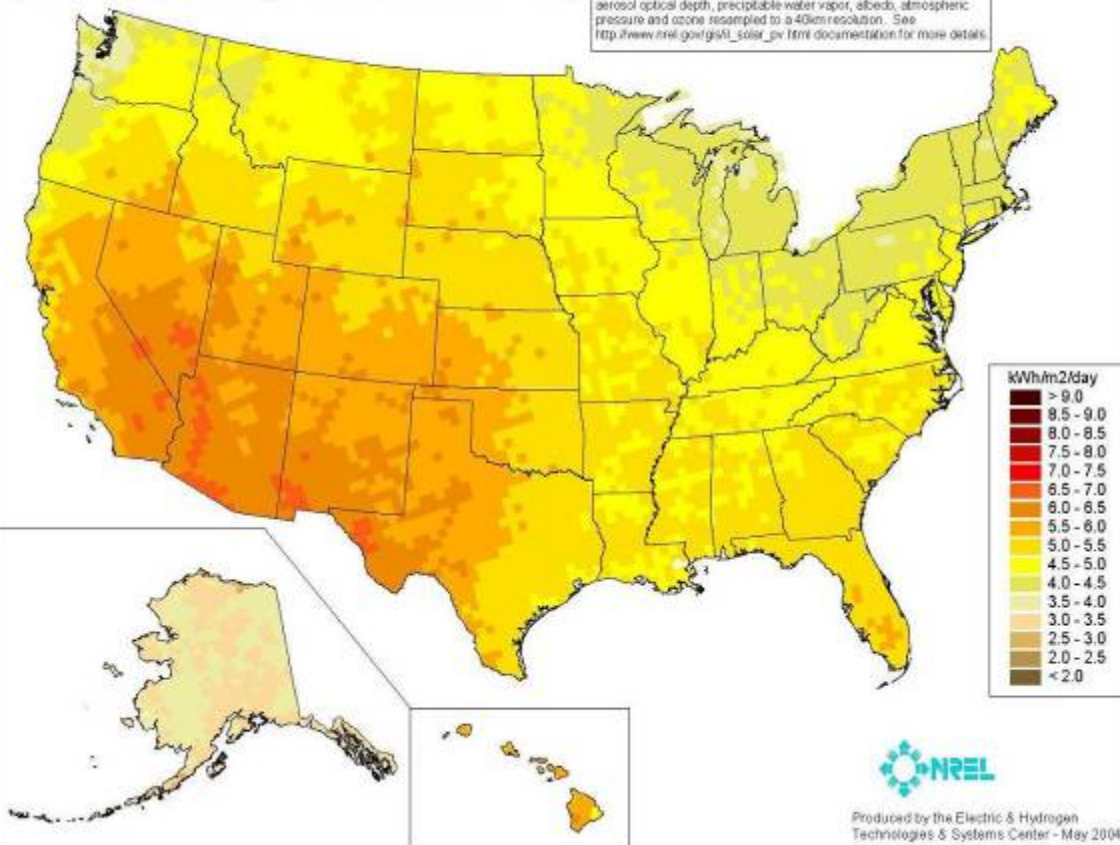 aerosol optical depth, precipitable water vapor, albedo, atmospheric
pressure and ozone resampled to a 40km resolution. See
http://www.nrel.gov/gis/il_solar_pv.html documentation for more details.
kWh/m2/day
> 9.0
8.5 - 9.0
8.0 - 8.5
7.5 - 8.0
7.0 - 7.5
6.5 - 7.0
6.0 - 6.5
5.5 - 6.0
5.0 - 5.5
4.5 - 5.0
4.0 - 4.5
3.5 - 4.0
3.0 - 3.5
2.5 - 3.0
2.0 - 2.5
< 2.0
NREL
Produced by the Electric & Hydrogen
Technologies & Systems Center - May 2004